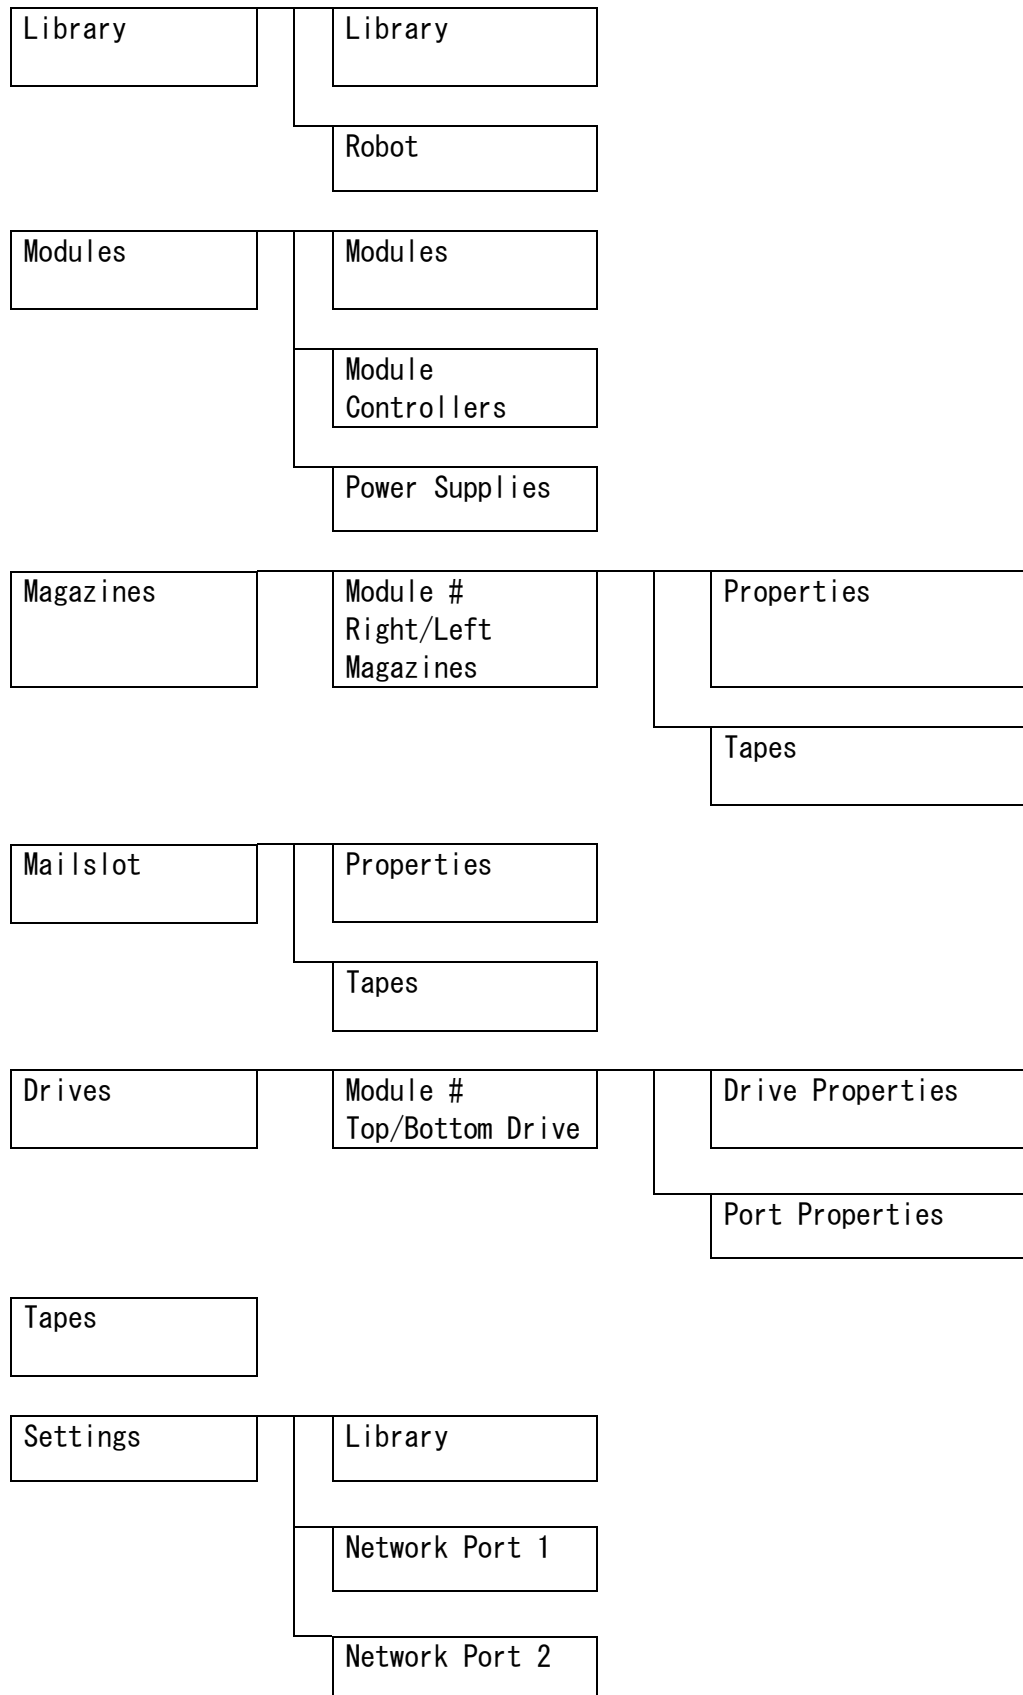 Library
Library
Robot
Modules
Modules
Module
Controllers
Power Supplies
Magazines
Module #
Right/Left
Magazines
Properties
Tapes
Mailslot
Properties
Tapes
Drives
Module #
Top/Bottom Drive
Drive Properties
Port Properties
Tapes
Settings
Library
Network Port 1
Network Port 2